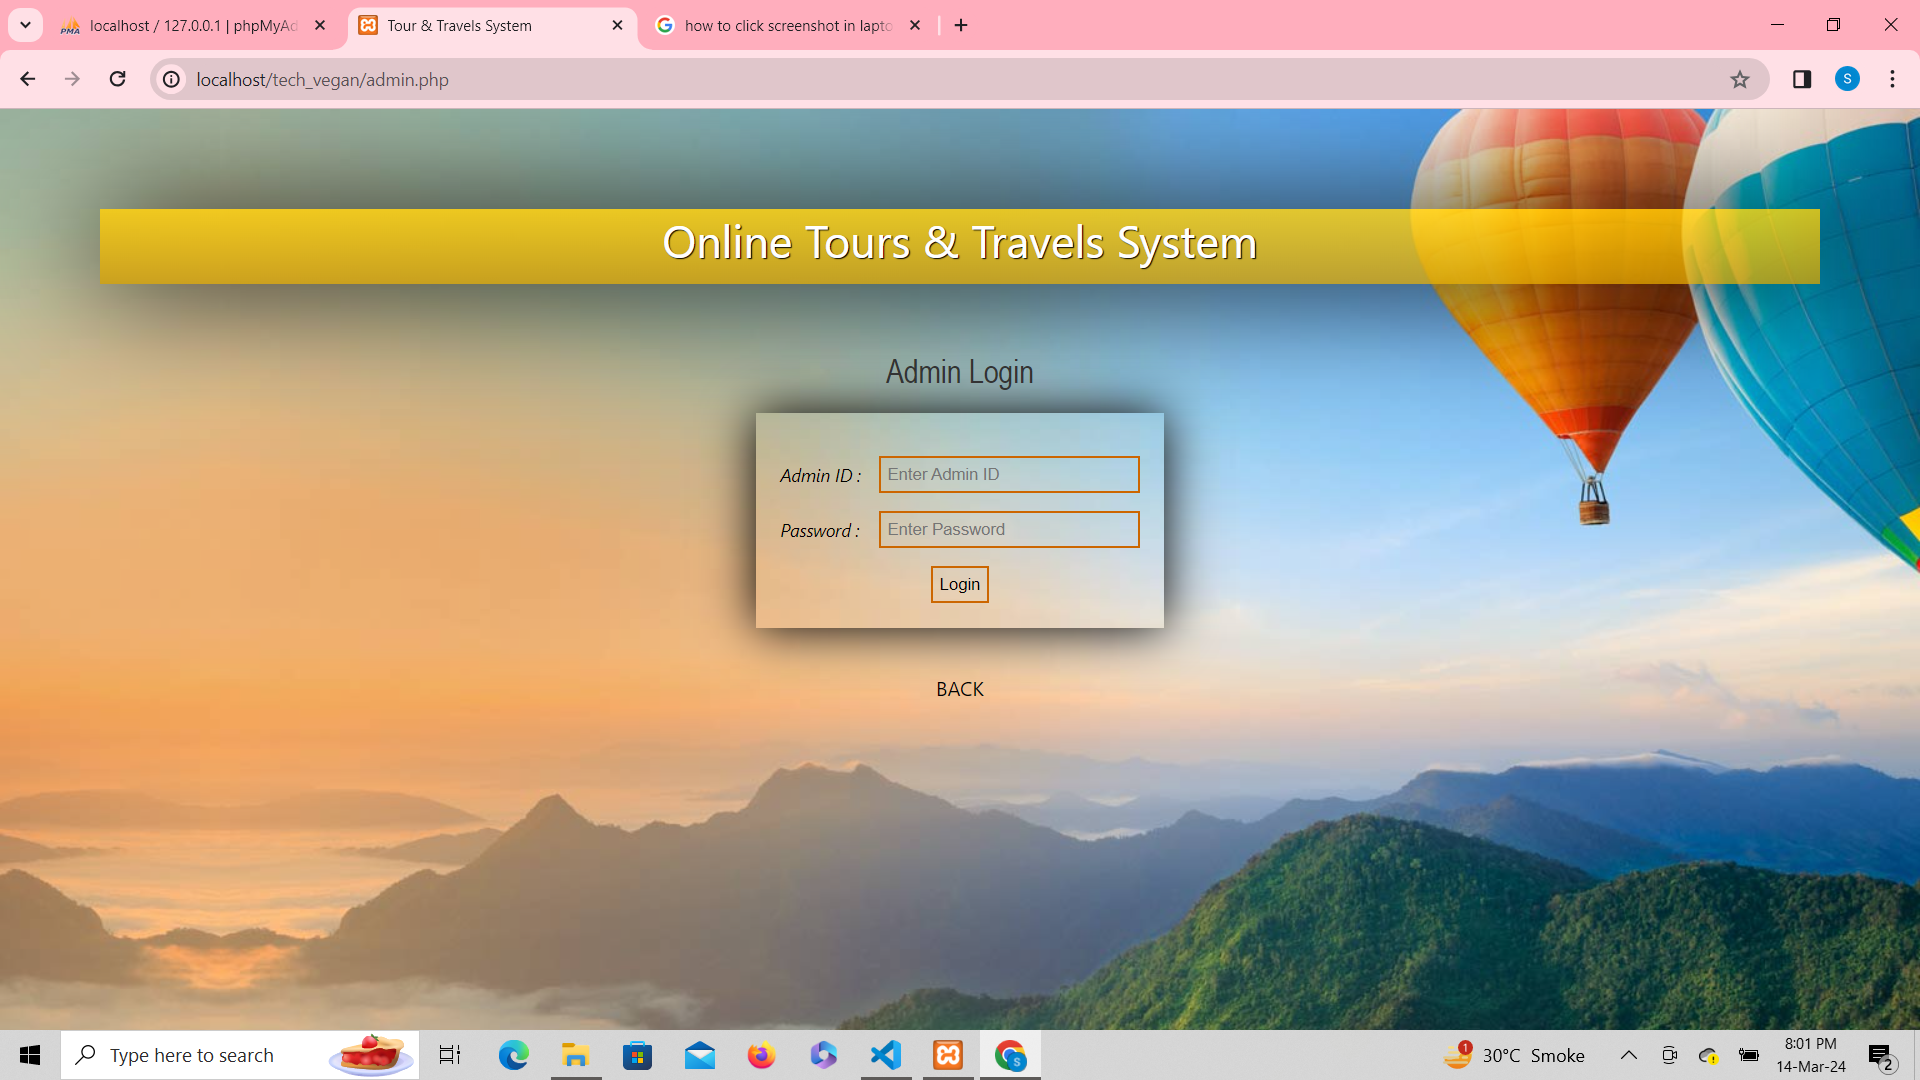 PMA localhost / 127.0.0.1 | phpMyAd
Tour & Travels System
how to click screenshot in lapto
localhost/tech_vegan/admin.php
S
Online Tours & Travels System
Admin Login
Admin ID : Enter Admin ID
Password : Enter Password
Login
BACK
Type here to search
S
1
30°C Smoke
8:01 PM
14-Mar-24
2